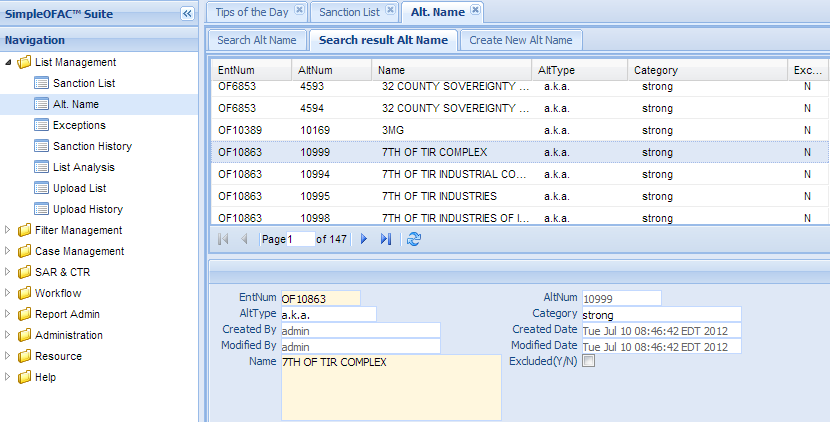 SimpleOFAC™ Suite
Navigation
List Management
Sanction List
Alt. Name
Exceptions
Sanction History
List Analysis
Upload List
Upload History
Filter Management
Case Management
SAR & CTR
Workflow
Report Admin
Administration
Resource
Help
Tips of the Day Sanction List Alt. Name
Search Alt Name Search result Alt Name Create New Alt Name
EntNum AltNum Name AltType Category Exc...
OF6853 4593 32 COUNTY SOVEREIGNTY ... a.k.a. strong N
OF6853 4594 32 COUNTY SOVEREIGNTY ... a.k.a. strong N
OF10389 10169 3MG a.k.a. strong N
OF10863 10999 7TH OF TIR COMPLEX a.k.a. strong N
OF10863 10994 7TH OF TIR INDUSTRIAL CO... a.k.a. strong N
OF10863 10995 7TH OF TIR INDUSTRIES a.k.a. strong N
OF10863 10998 7TH OF TIR INDUSTRIES OF I... a.k.a. strong N
Page 1 of 147
EntNum OF10863 AltNum 10999
AltType a.k.a. Category strong
Created By admin Created Date Tue Jul 10 08:46:42 EDT 2012
Modified By admin Modified Date Tue Jul 10 08:46:42 EDT 2012
Name 7TH OF TIR COMPLEX Excluded(Y/N)